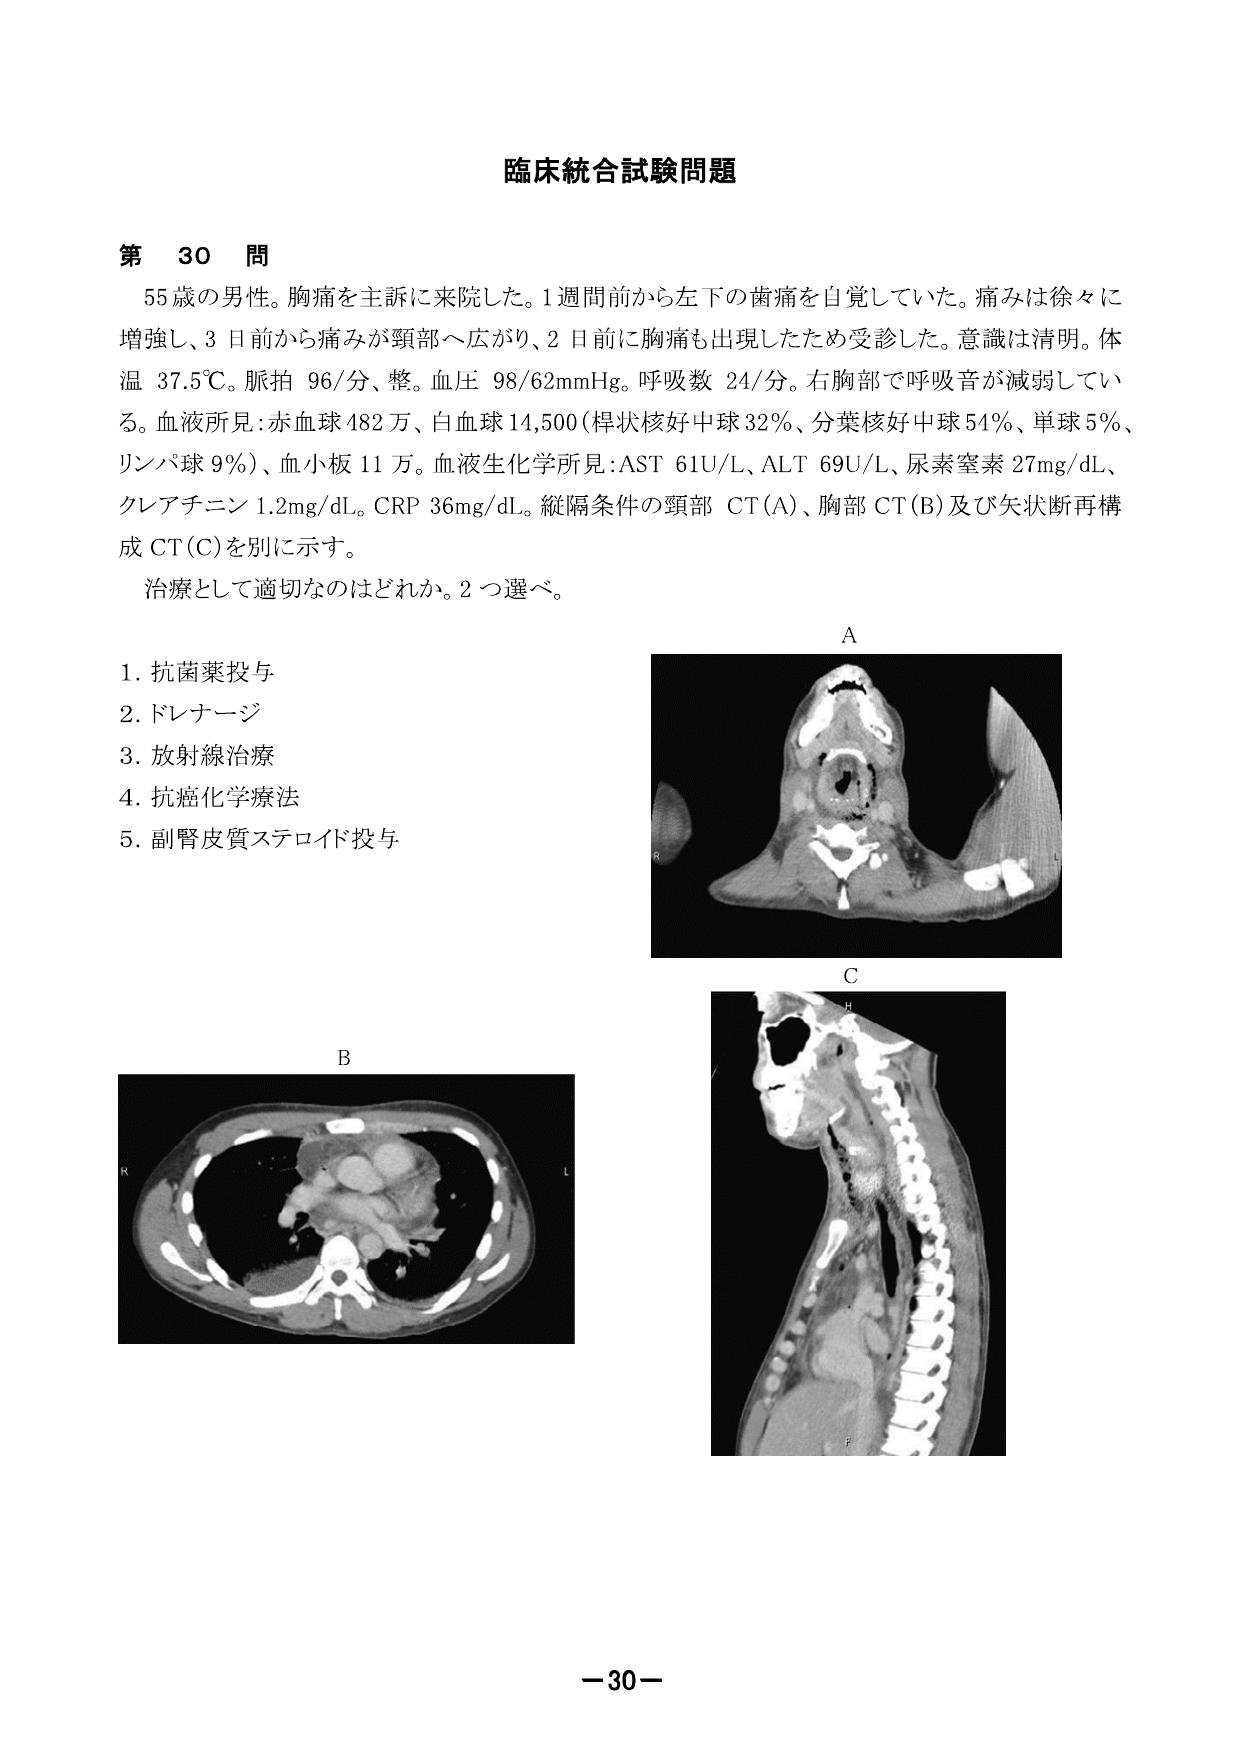 臨床統合試験問題
第 30 問
55歳の男性。胸痛を主訴に来院した。1週間前から左下の歯痛を自覚していた。痛みは徐々に
増強し、3 日前から痛みが頸部へ広がり、2 日前に胸痛も出現したため受診した。意識は清明。体
温 37.5℃。脈拍 96/分、整。血圧 98/62mmHg。呼吸数 24/分。右胸部で呼吸音が減弱してい
る。血液所見:赤血球482万、白血球14,500(桿状核好中球32%、分葉核好中球54%、単球5%、
リンパ球 9%)、血小板 11 万。血液生化学所見:AST 61U/L、ALT 69U/L、尿素窒素 27mg/dL、
クレアチニン 1.2mg/dL。CRP 36mg/dL。縦隔条件の頸部 CT(A)、胸部 CT(B)及び矢状断再構
成 CT(C)を別に示す。
治療として適切なのはどれか。2 つ選べ。
A
1. 抗菌薬投与
2. ドレナージ
3. 放射線治療
4. 抗癌化学療法
5. 副腎皮質ステロイド投与
R
L
C
H
B
R
L
F
－30－